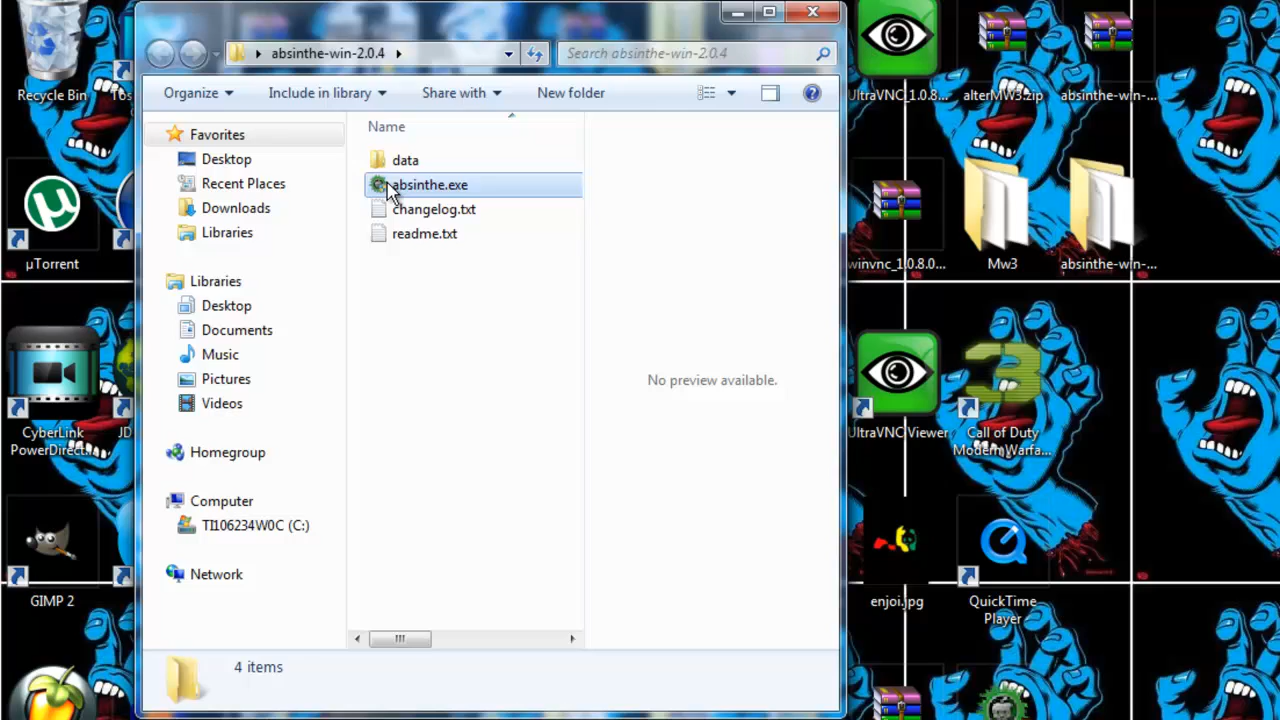 absinthe-win-2.0.4
Search absinthe-win-2.0.4
Organize
Include in library
Share with
New folder
Name
Favorites
Desktop
Recent Places
Downloads
Libraries
Libraries
Desktop
Documents
Music
Pictures
Videos
Homegroup
Computer
TI106234W0C (C:)
Network
data
absinthe.exe
changelog.txt
readme.txt
No preview available.
4 items
Recycle Bin
µTorrent
CyberLink
PowerDirect...
JD
GIMP 2
UltraVNC_1.0.8...
alterMW3.zip
absinthe-win-...
winvnc_1.0.8.0...
Mw3
absinthe-win-...
UltraVNC Viewer
Call of Duty
Modern Warfa...
enjoi.jpg
QuickTime
Player